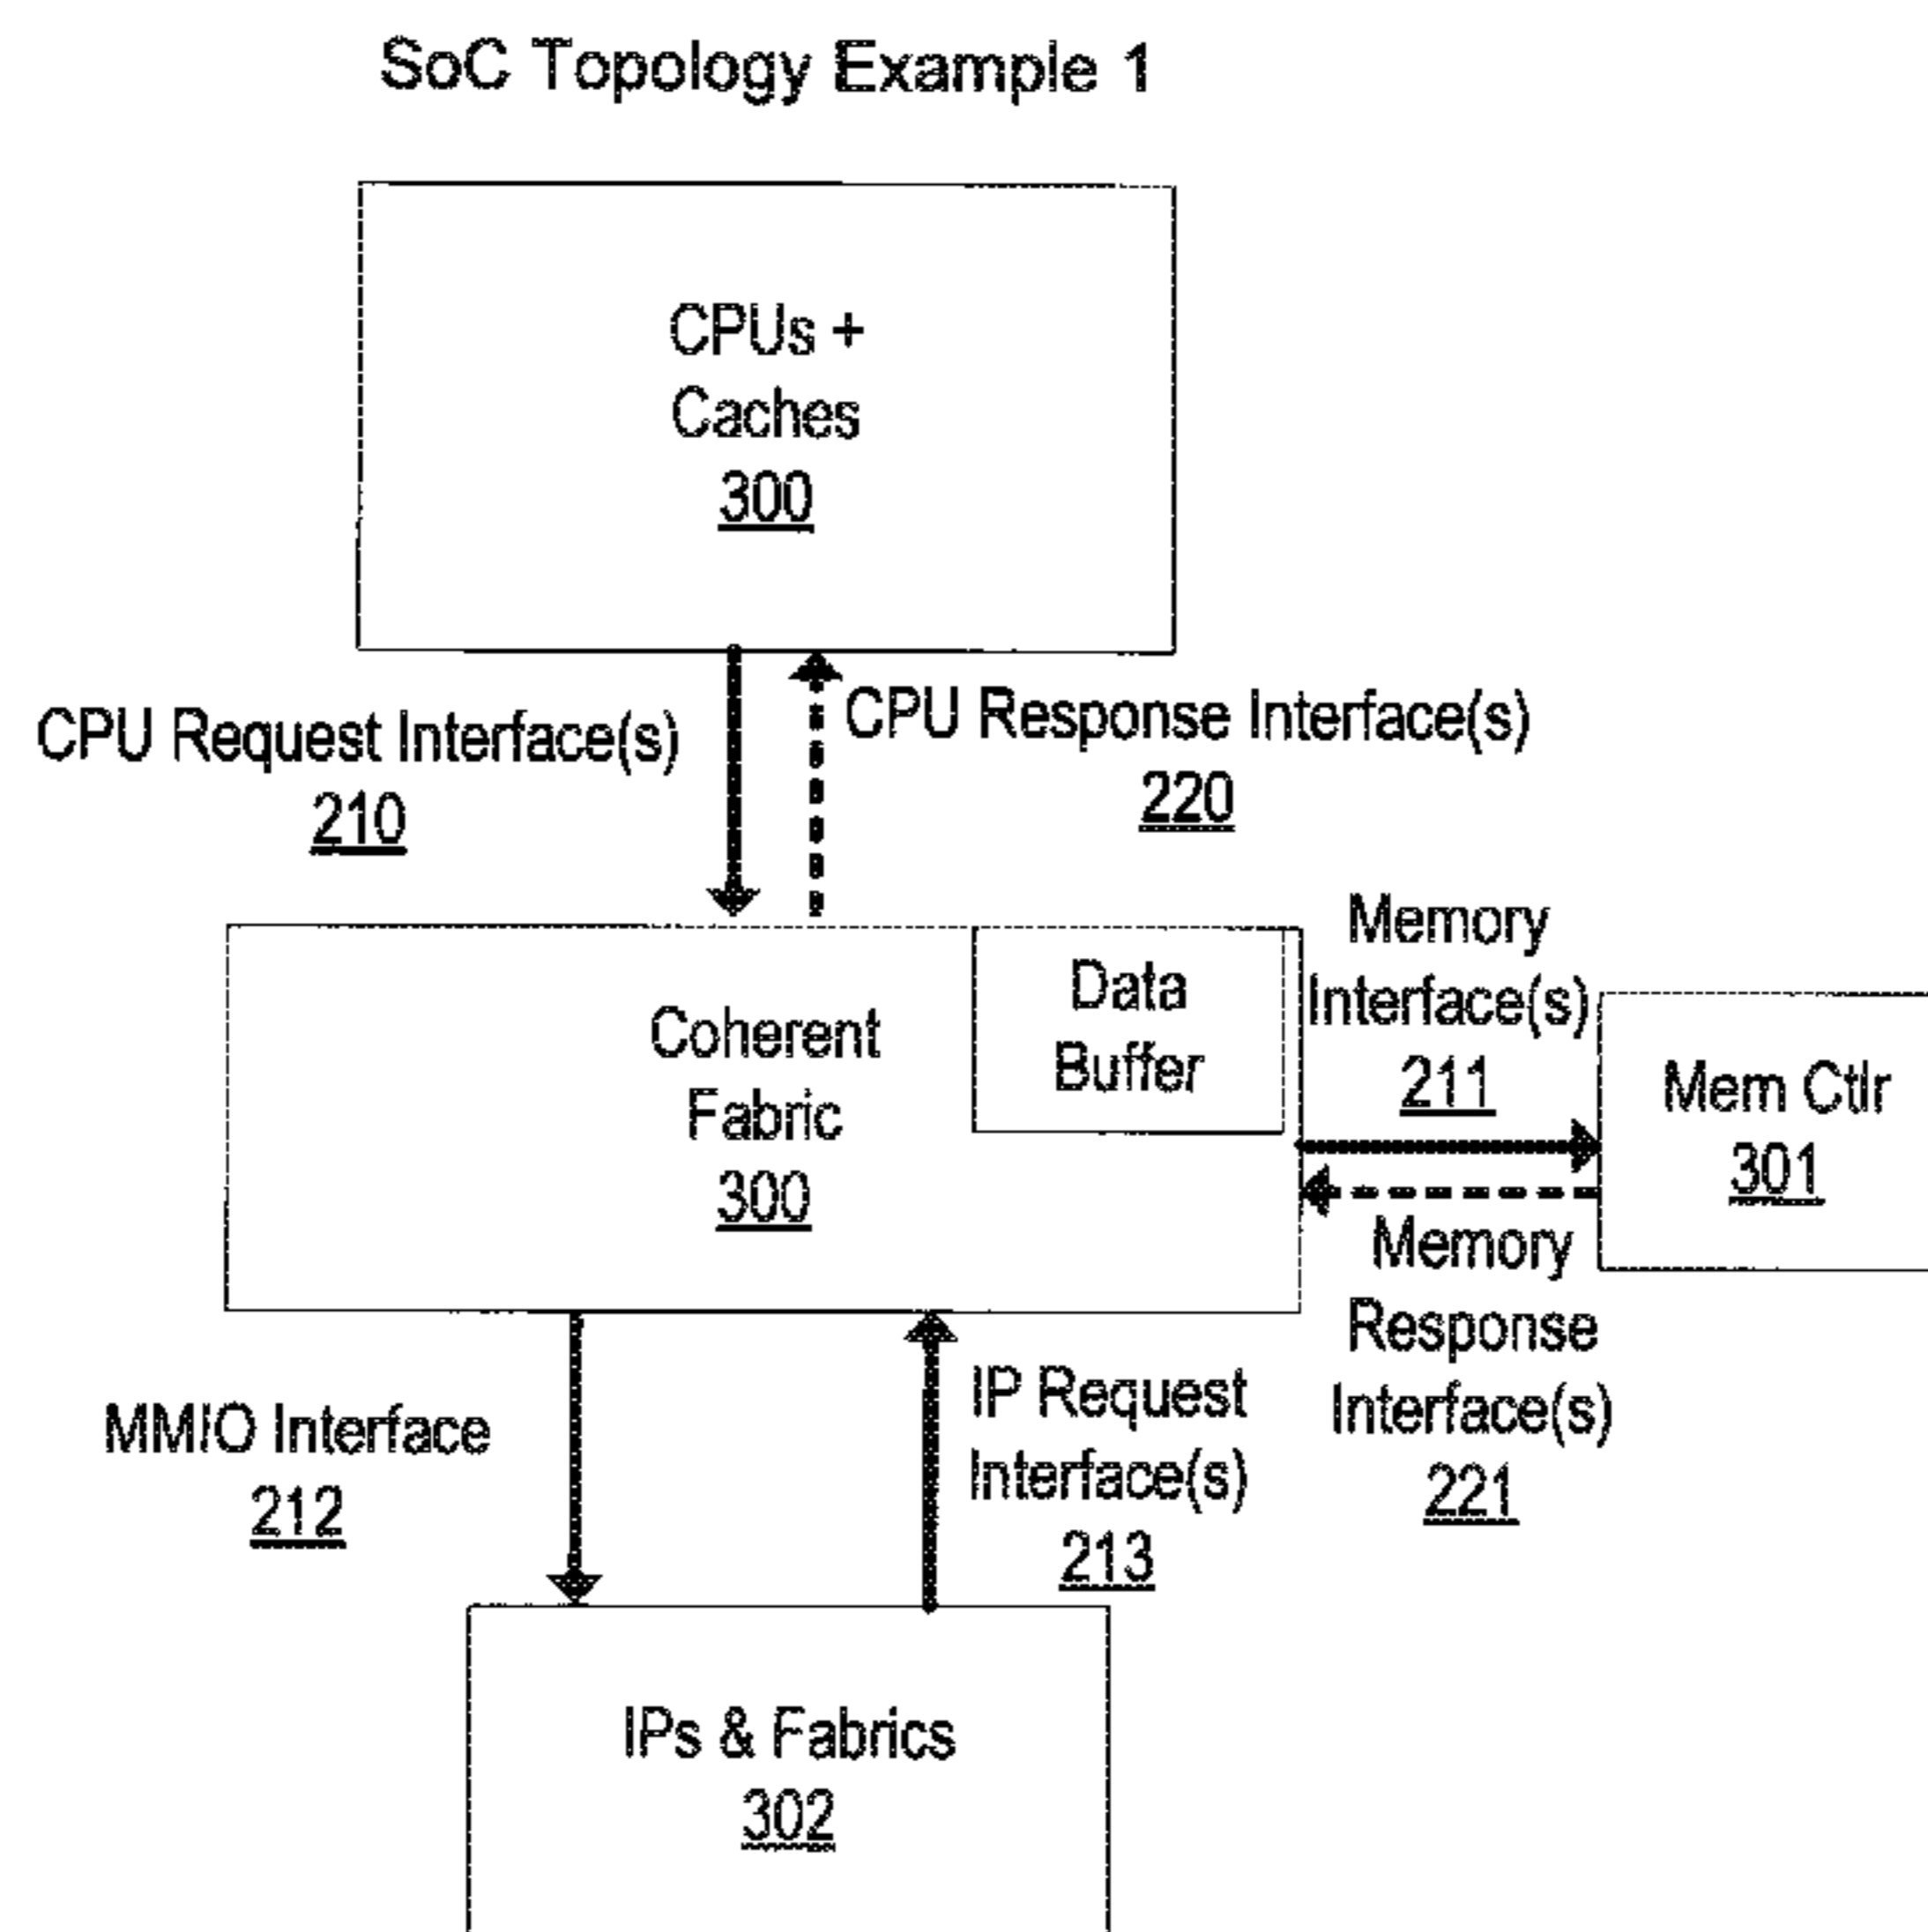 SoC Topology Example 1
CPUs +
Caches
300
CPU Request Interface(s)
210
CPU Response Interface(s)
220
Coherent
Fabric
300
Data
Buffer
Memory
Interface(s)
211
Mem Ctlr
301
Memory
Response
Interface(s)
221
MMIO Interface
212
IP Request
Interface(s)
213
IPs & Fabrics
302